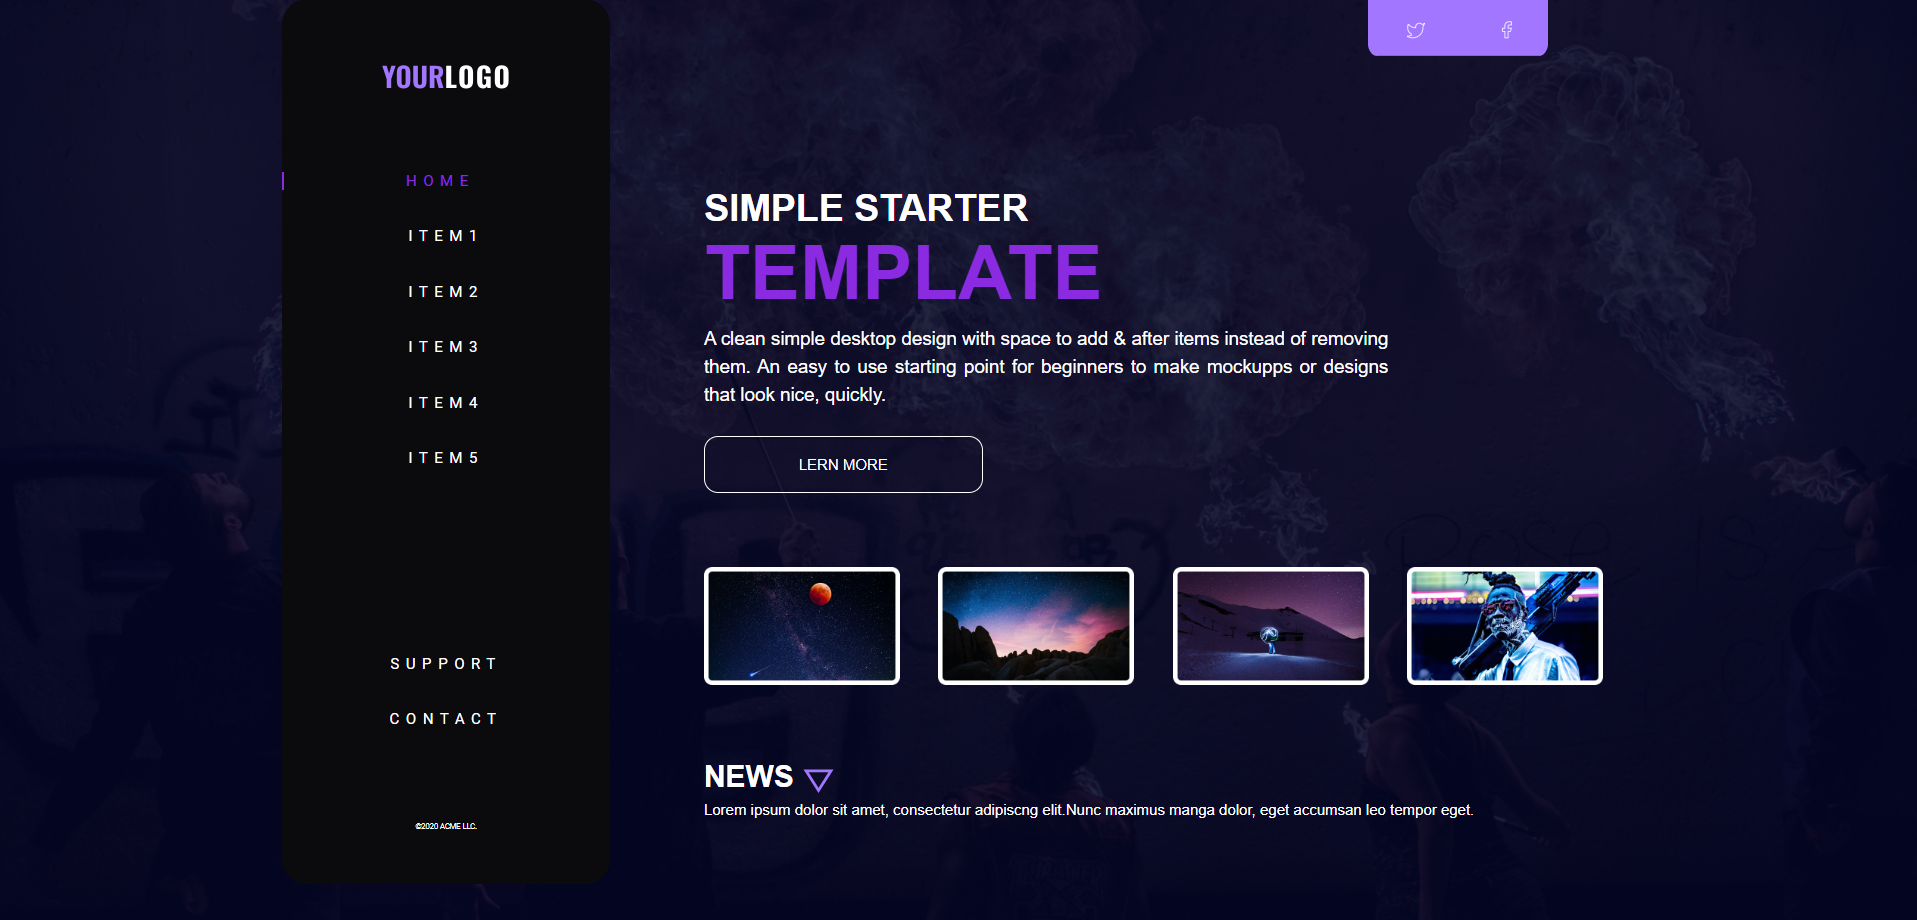 YOURLOGO
HOME
ITEM1
ITEM2
ITEM3
ITEM4
ITEM5
SUPPORT
CONTACT
©2020 ACME LLC.
SIMPLE STARTER
TEMPLATE
A clean simple desktop design with space to add & after items instead of removing
them. An easy to use starting point for beginners to make mockupps or designs
that look nice, quickly.
LERN MORE
NEWS
Lorem ipsum dolor sit amet, consectetur adipiscng elit.Nunc maximus manga dolor, eget accumsan leo tempor eget.